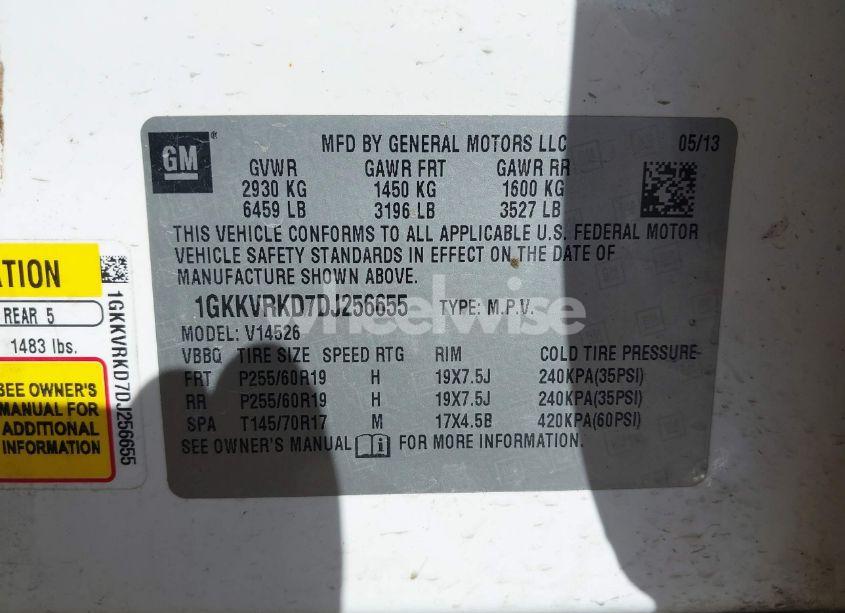 GM
MFD BY GENERAL MOTORS LLC 05/13
GVWR GAWR FRT GAWR RR
2930 KG 1450 KG 1600 KG
6459 LB 3196 LB 3527 LB
THIS VEHICLE CONFORMS TO ALL APPLICABLE U.S. FEDERAL MOTOR
VEHICLE SAFETY STANDARDS IN EFFECT ON THE DATE OF
MANUFACTURE SHOWN ABOVE.
1GKKVRKD7DJ256655 TYPE: M.P.V.
MODEL: V14526
VBBQ TIRE SIZE SPEED RTG RIM COLD TIRE PRESSURE
FRT P255/60R19 H 19X7.5J 240KPA(35PSI)
RR P255/60R19 H 19X7.5J 240KPA(35PSI)
SPA T145/70R17 M 17X4.5B 420KPA(60PSI)
SEE OWNER'S MANUAL FOR MORE INFORMATION.
ATION
REAR 5
1483 lbs.
SEE OWNER'S
MANUAL FOR
ADDITIONAL
INFORMATION
1GKKVRKD7DJ256655
wheelwise